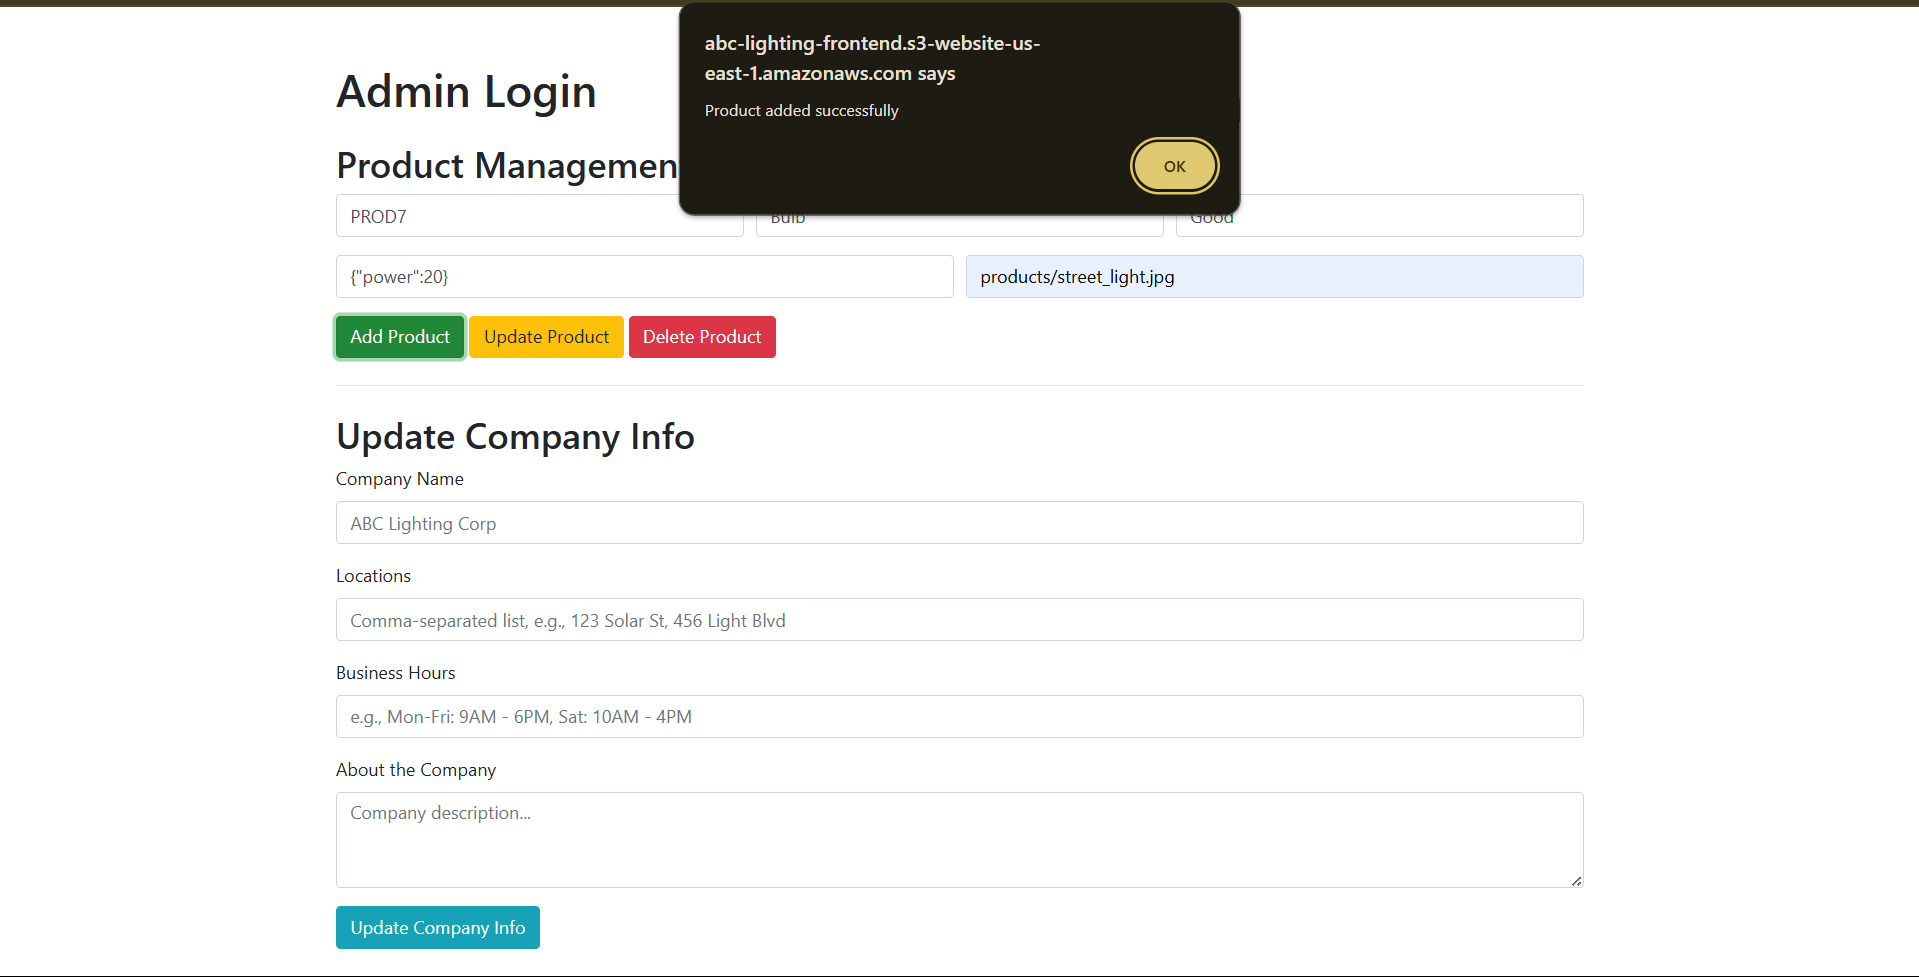 abc-lighting-frontend.s3-website-us-
east-1.amazonaws.com says
Product added successfully
OK
Admin Login
Product Managemen
PROD7
Bulb
Good
{"power":20}
products/street_light.jpg
Add Product
Update Product
Delete Product
Update Company Info
Company Name
ABC Lighting Corp
Locations
Comma-separated list, e.g., 123 Solar St, 456 Light Blvd
Business Hours
e.g., Mon-Fri: 9AM - 6PM, Sat: 10AM - 4PM
About the Company
Company description...
Update Company Info